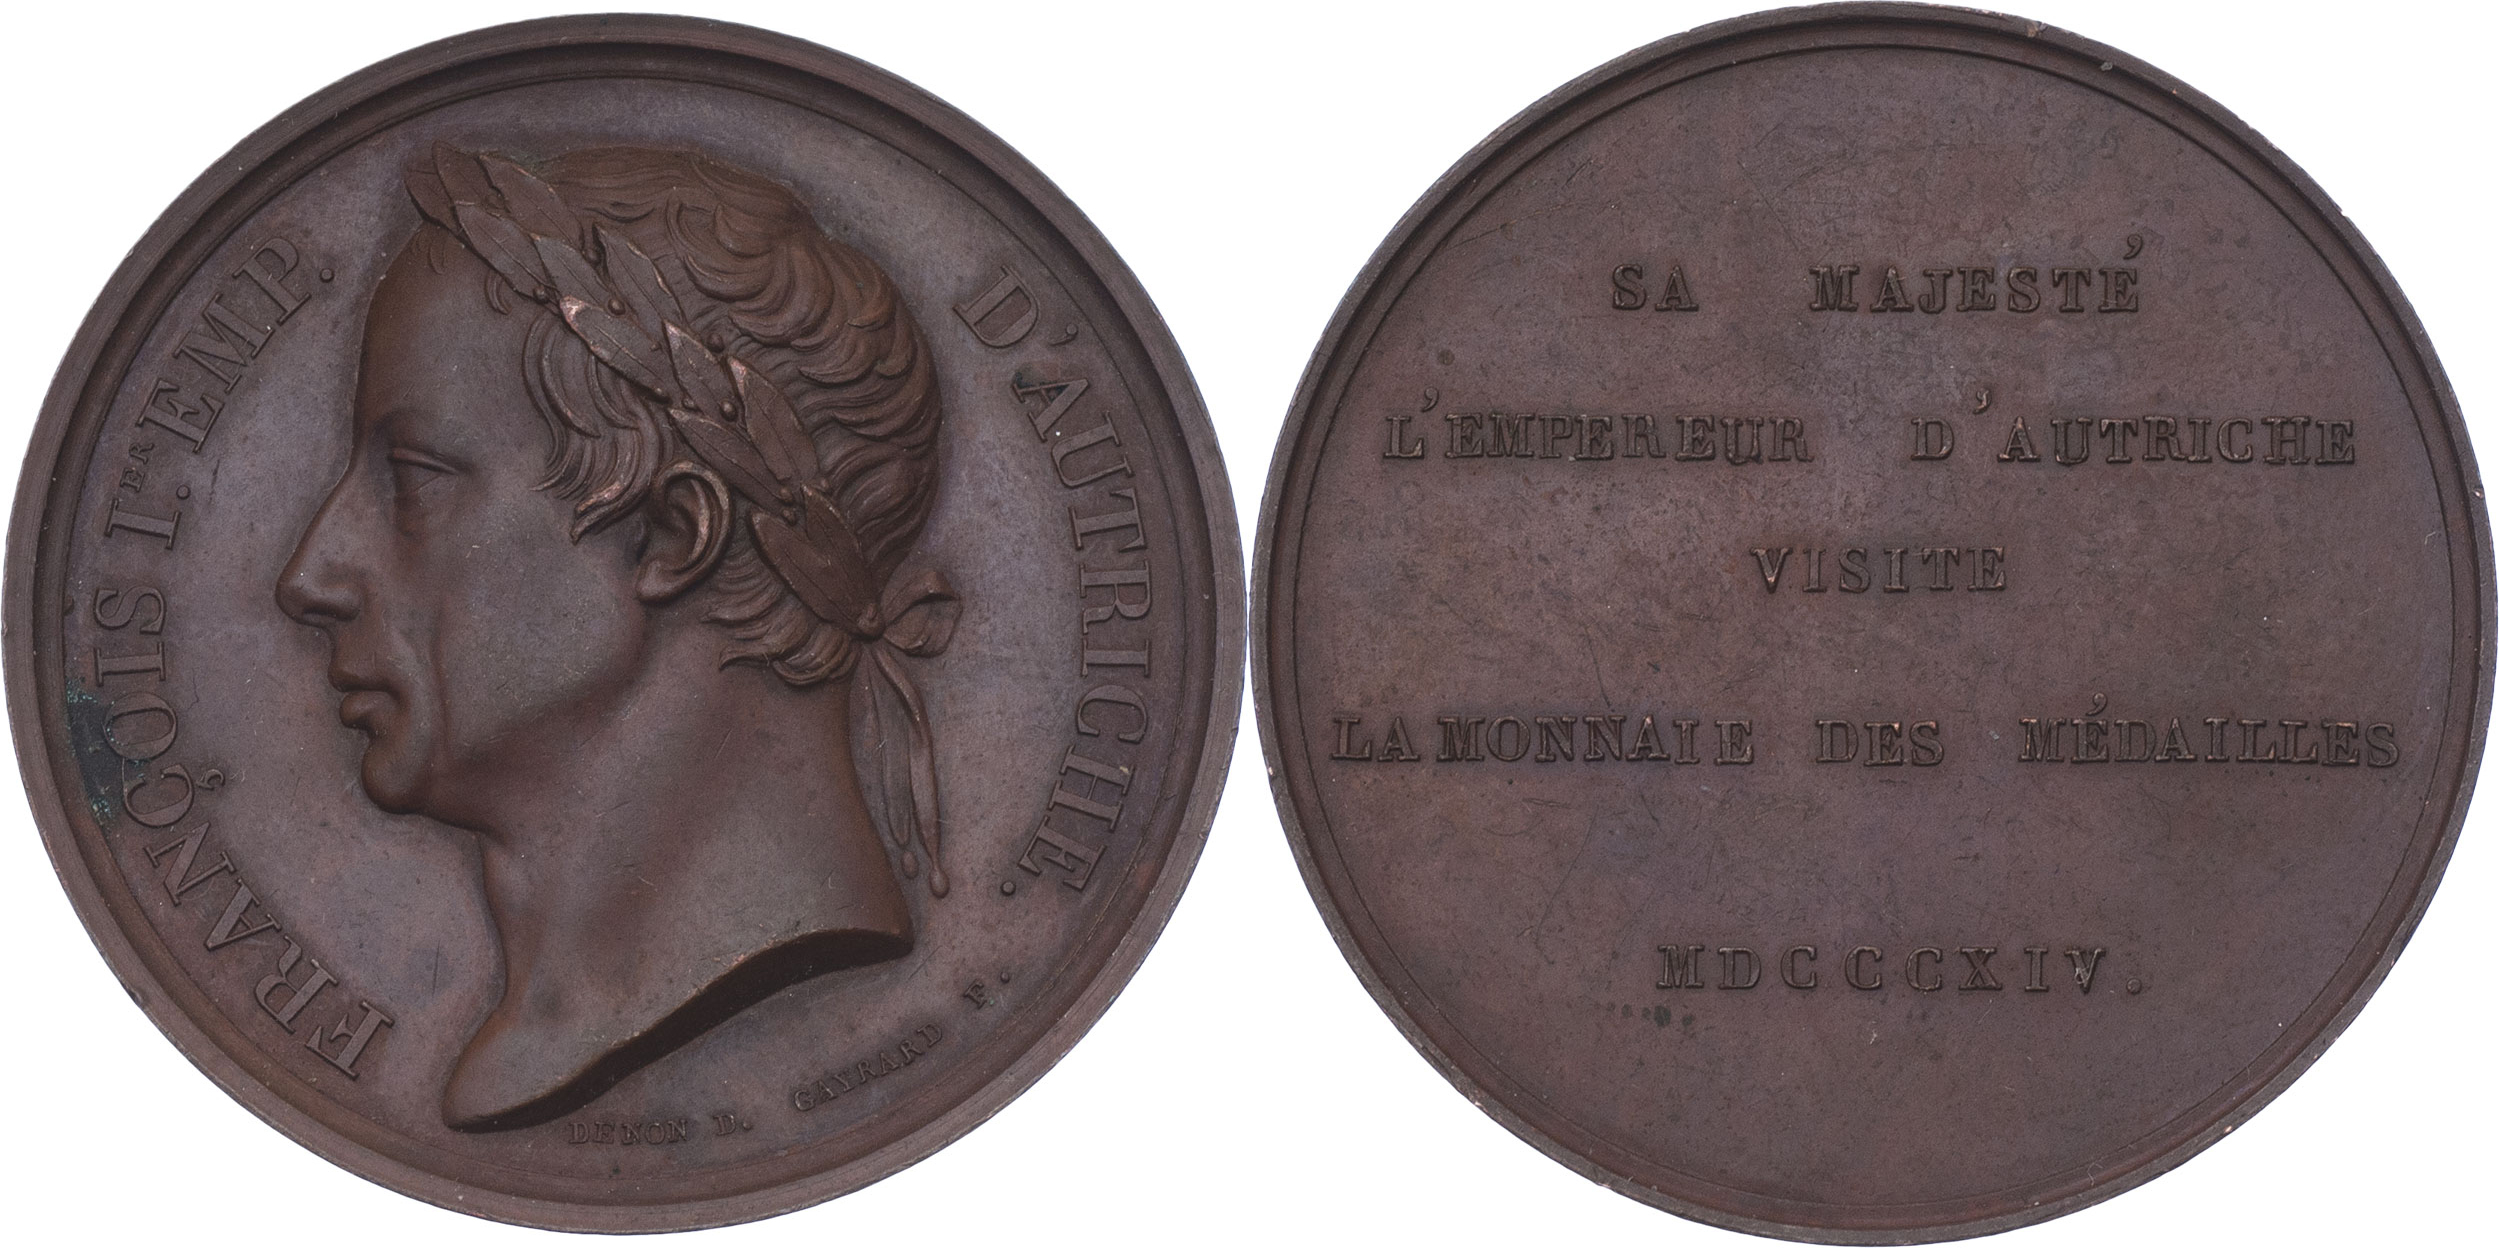 FRANÇOIS I.ER EMP. D'AUTRICHE.
DENON D. GAYRARD F.
SA MAJESTÉ
L'EMPEREUR D'AUTRICHE
VISITE
LA MONNAIE DES MÉDAILLES
MDCCCXIV.